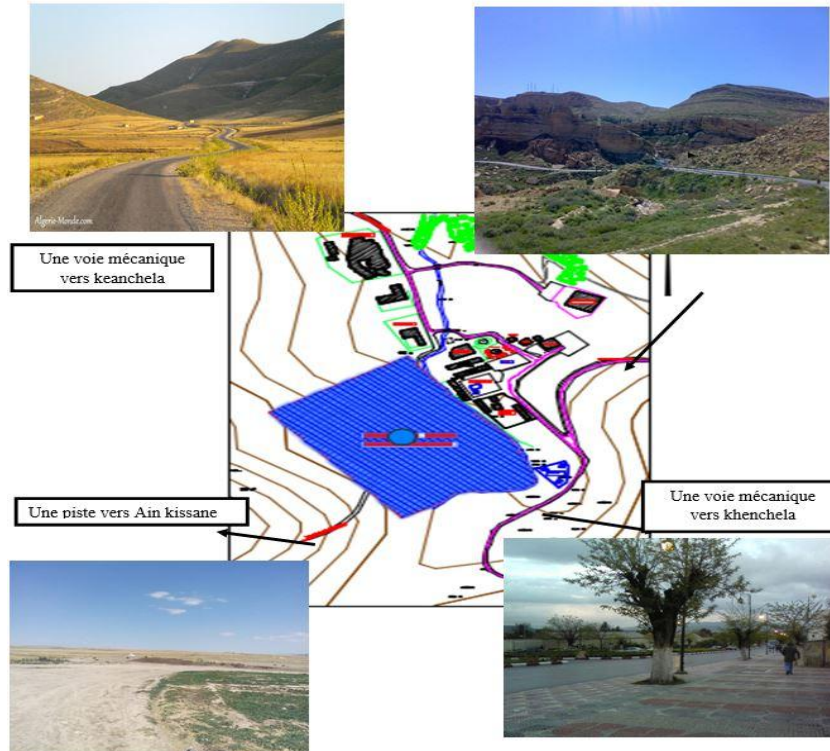 Algerie-Monde.com
Une voie mécanique
vers keanchela
Une piste vers Ain kissane
Une voie mécanique
vers khenchela